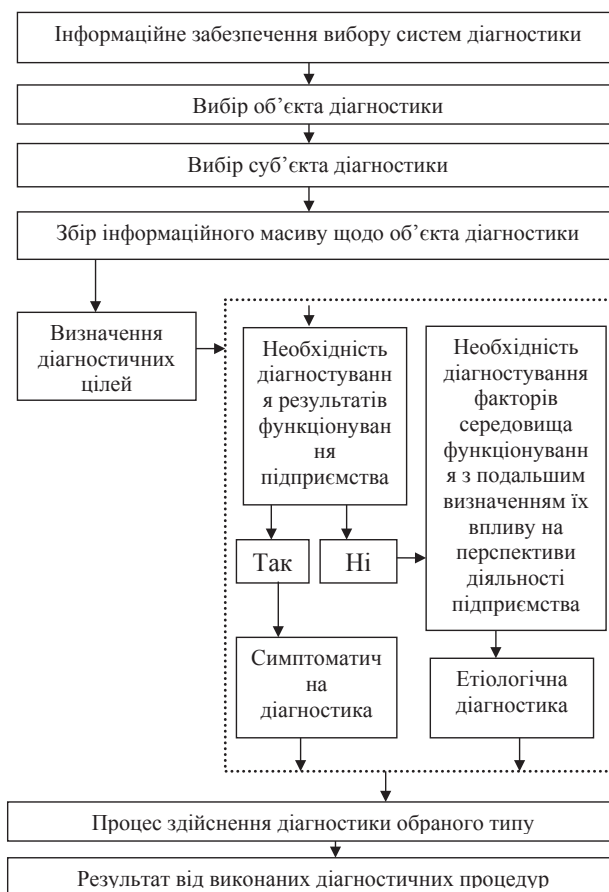 Інформаційне забезпечення вибору систем діагностики
Вибір об’єкта діагностики
Вибір суб’єкта діагностики
Збір інформаційного масиву щодо об’єкта діагностики
Визначення
діагностичних
цілей
Необхідність
діагностуванн
я результатів
функціонуван
ня
підприємства
Необхідність
діагностування
факторів
середовища
функціонуванн
я з подальшим
визначенням їх
впливу на
перспективи
діяльності
підприємства
Так
Ні
Симптоматич
на
діагностика
Етіологічна
діагностика
Процес здійснення діагностики обраного типу
Результат від виконаних діагностичних процедур